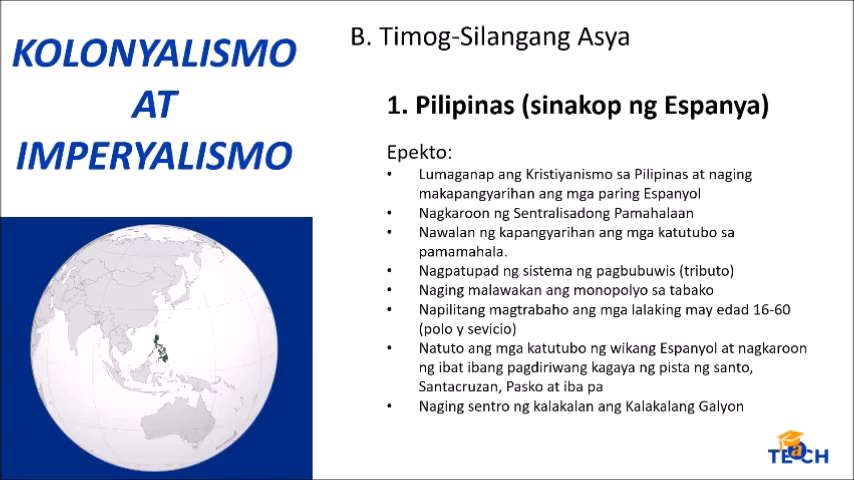 KOLONYALISMO
AT
IMPERYALISMO
B. Timog-Silangang Asya
1. Pilipinas (sinakop ng Espanya)
Epekto:
• Lumaganap ang Kristiyanismo sa Pilipinas at naging
makapangyarihan ang mga paring Espanyol
• Nagkaroon ng Sentralisadong Pamahalaan
• Nawalan ng kapangyarihan ang mga katutubo sa
pamamahala.
• Nagpatupad ng sistema ng pagbubuwis (tributo)
• Naging malawakan ang monopolyo sa tabako
• Napilitang magtrabaho ang mga lalaking may edad 16-60
(polo y sevicio)
• Natuto ang mga katutubo ng wikang Espanyol at nagkaroon
ng ibat ibang pagdiriwang kagaya ng pista ng santo,
Santacruzan, Pasko at iba pa
• Naging sentro ng kalakalan ang Kalakalang Galyon
TEaCH